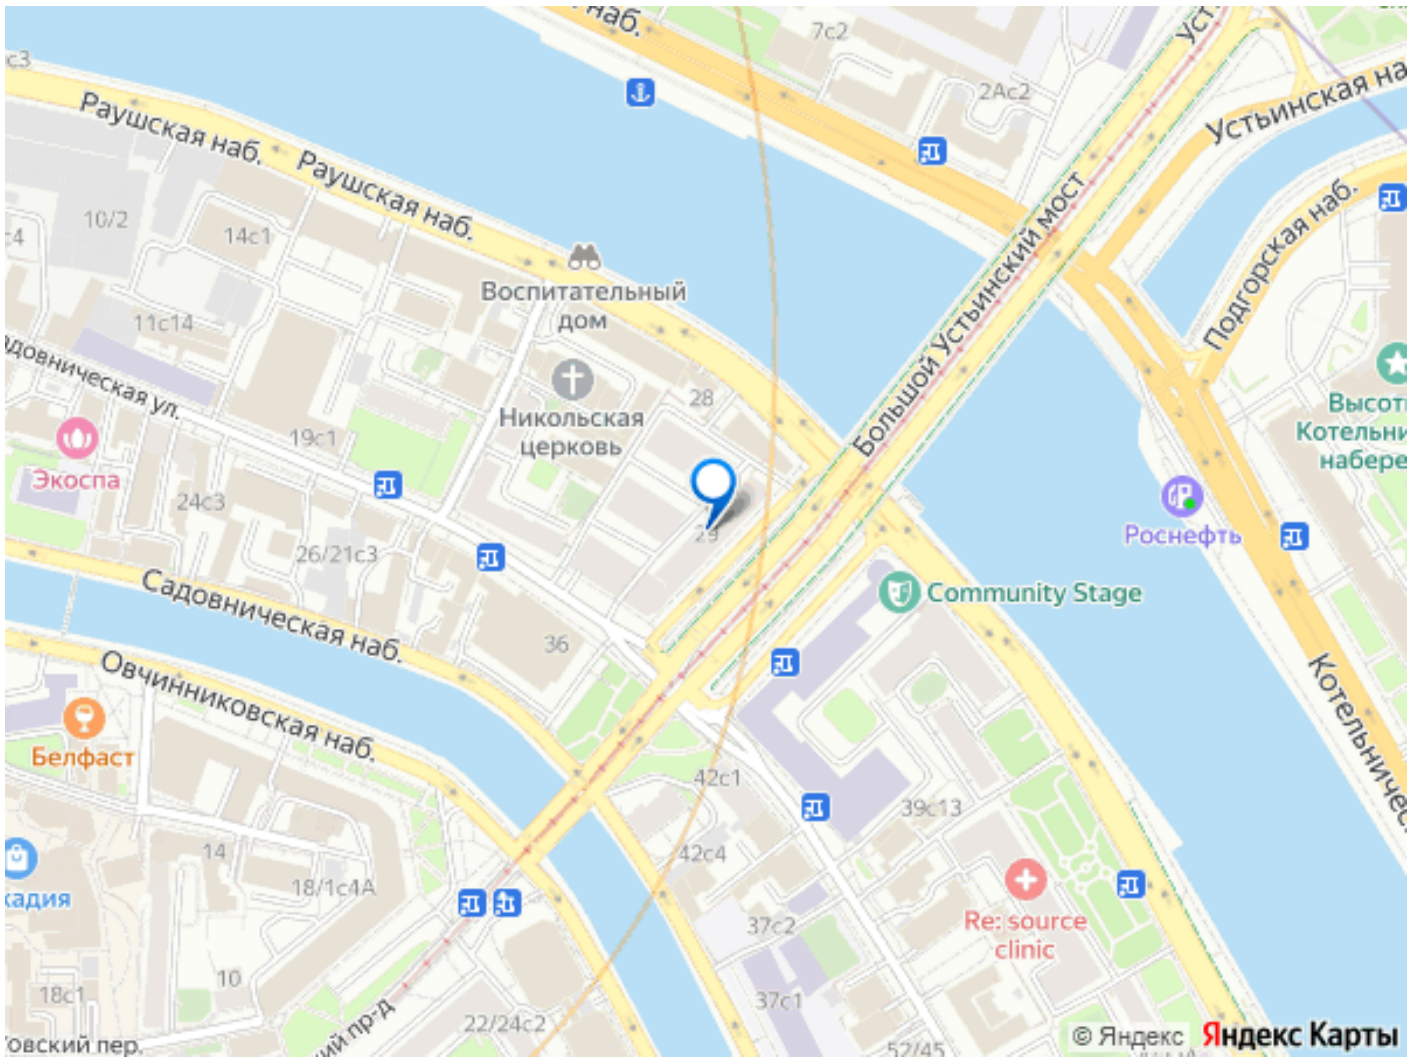 наб.
7с2
2Ас2
Уст
Устьинская на
с3
Раушская наб.
Раушская наб.
Подгорская наб.
10/2
14с1
с4
Большой Устьинский мост
Воспитательный
дом
11с14
адовническая ул.
Никольская
церковь
28
Высот
Котельни
набере
19с1
Экоспа
24с3
29
Роснефть
26/21с3
Садовническая наб.
Community Stage
36
Овчинниковская наб.
Котельничес
Белфаст
42с1
39с13
14
42с4
18/1с4А
кадия
Re: source
clinic
37с2
10
18с1
37с1
22/24с2
кий пр-д
овский пер.
52/45
© Яндекс Яндекс Карты